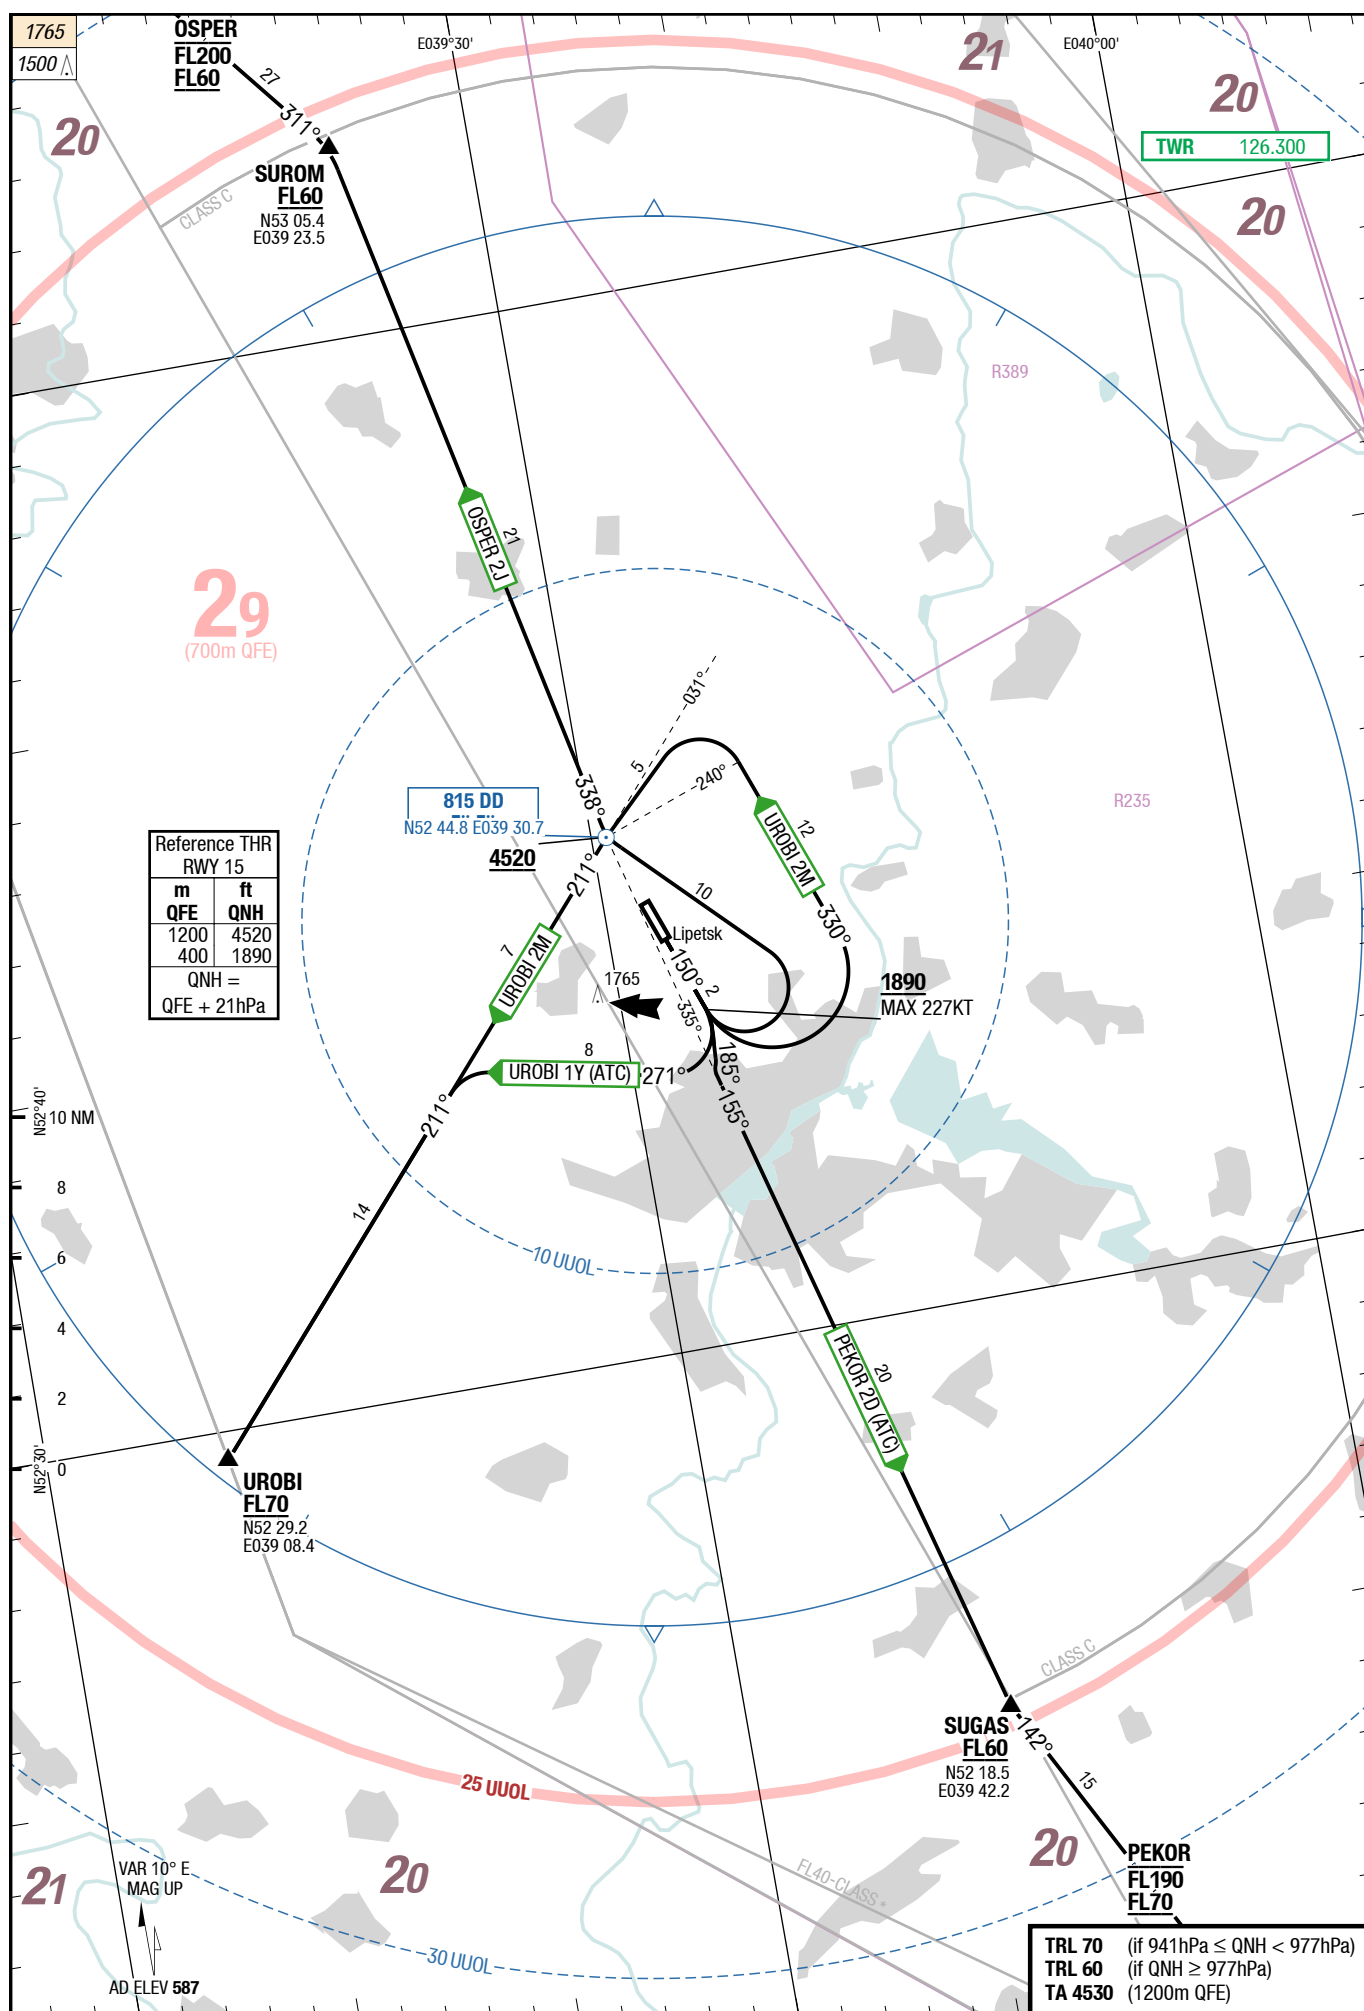 1765
1500
OSPER
FL200
FL60
27
311°
E039°30'
21
E040°00'
20
TWR 126.300
20
20
SUROM
FL60
N53 05.4
E039 23.5
CLASS C
R389
OSPER 2J
21
29
(700m QFE)
031°
5
240°
338°
815 DD
N52 44.8 E039 30.7
4520
R235
12
UROBI 2M
330°
10
211°
Reference THR
RWY 15
m ft
QFE QNH
1200 4520
400 1890
QNH =
QFE + 21hPa
Lipetsk
7
UROBI 2M
150°
2
1765
335°
1890
MAX 227KT
8
UROBI 1Y (ATC)
271°
185°
155°
211°
N52°40'
10 NM
8
6
4
2
0
N52°30'
14
10 UUOL
PEKOR 2D (ATC)
20
UROBI
FL70
N52 29.2
E039 08.4
CLASS C
SUGAS
FL60
N52 18.5
E039 42.2
142°
15
25 UUOL
20
PEKOR
FL190
FL70
21
20
VAR 10° E
MAG UP
FL40-CLASS *
30 UUOL
AD ELEV 587
TRL 70 (if 941hPa ≤ QNH < 977hPa)
TRL 60 (if QNH ≥ 977hPa)
TA 4530 (1200m QFE)